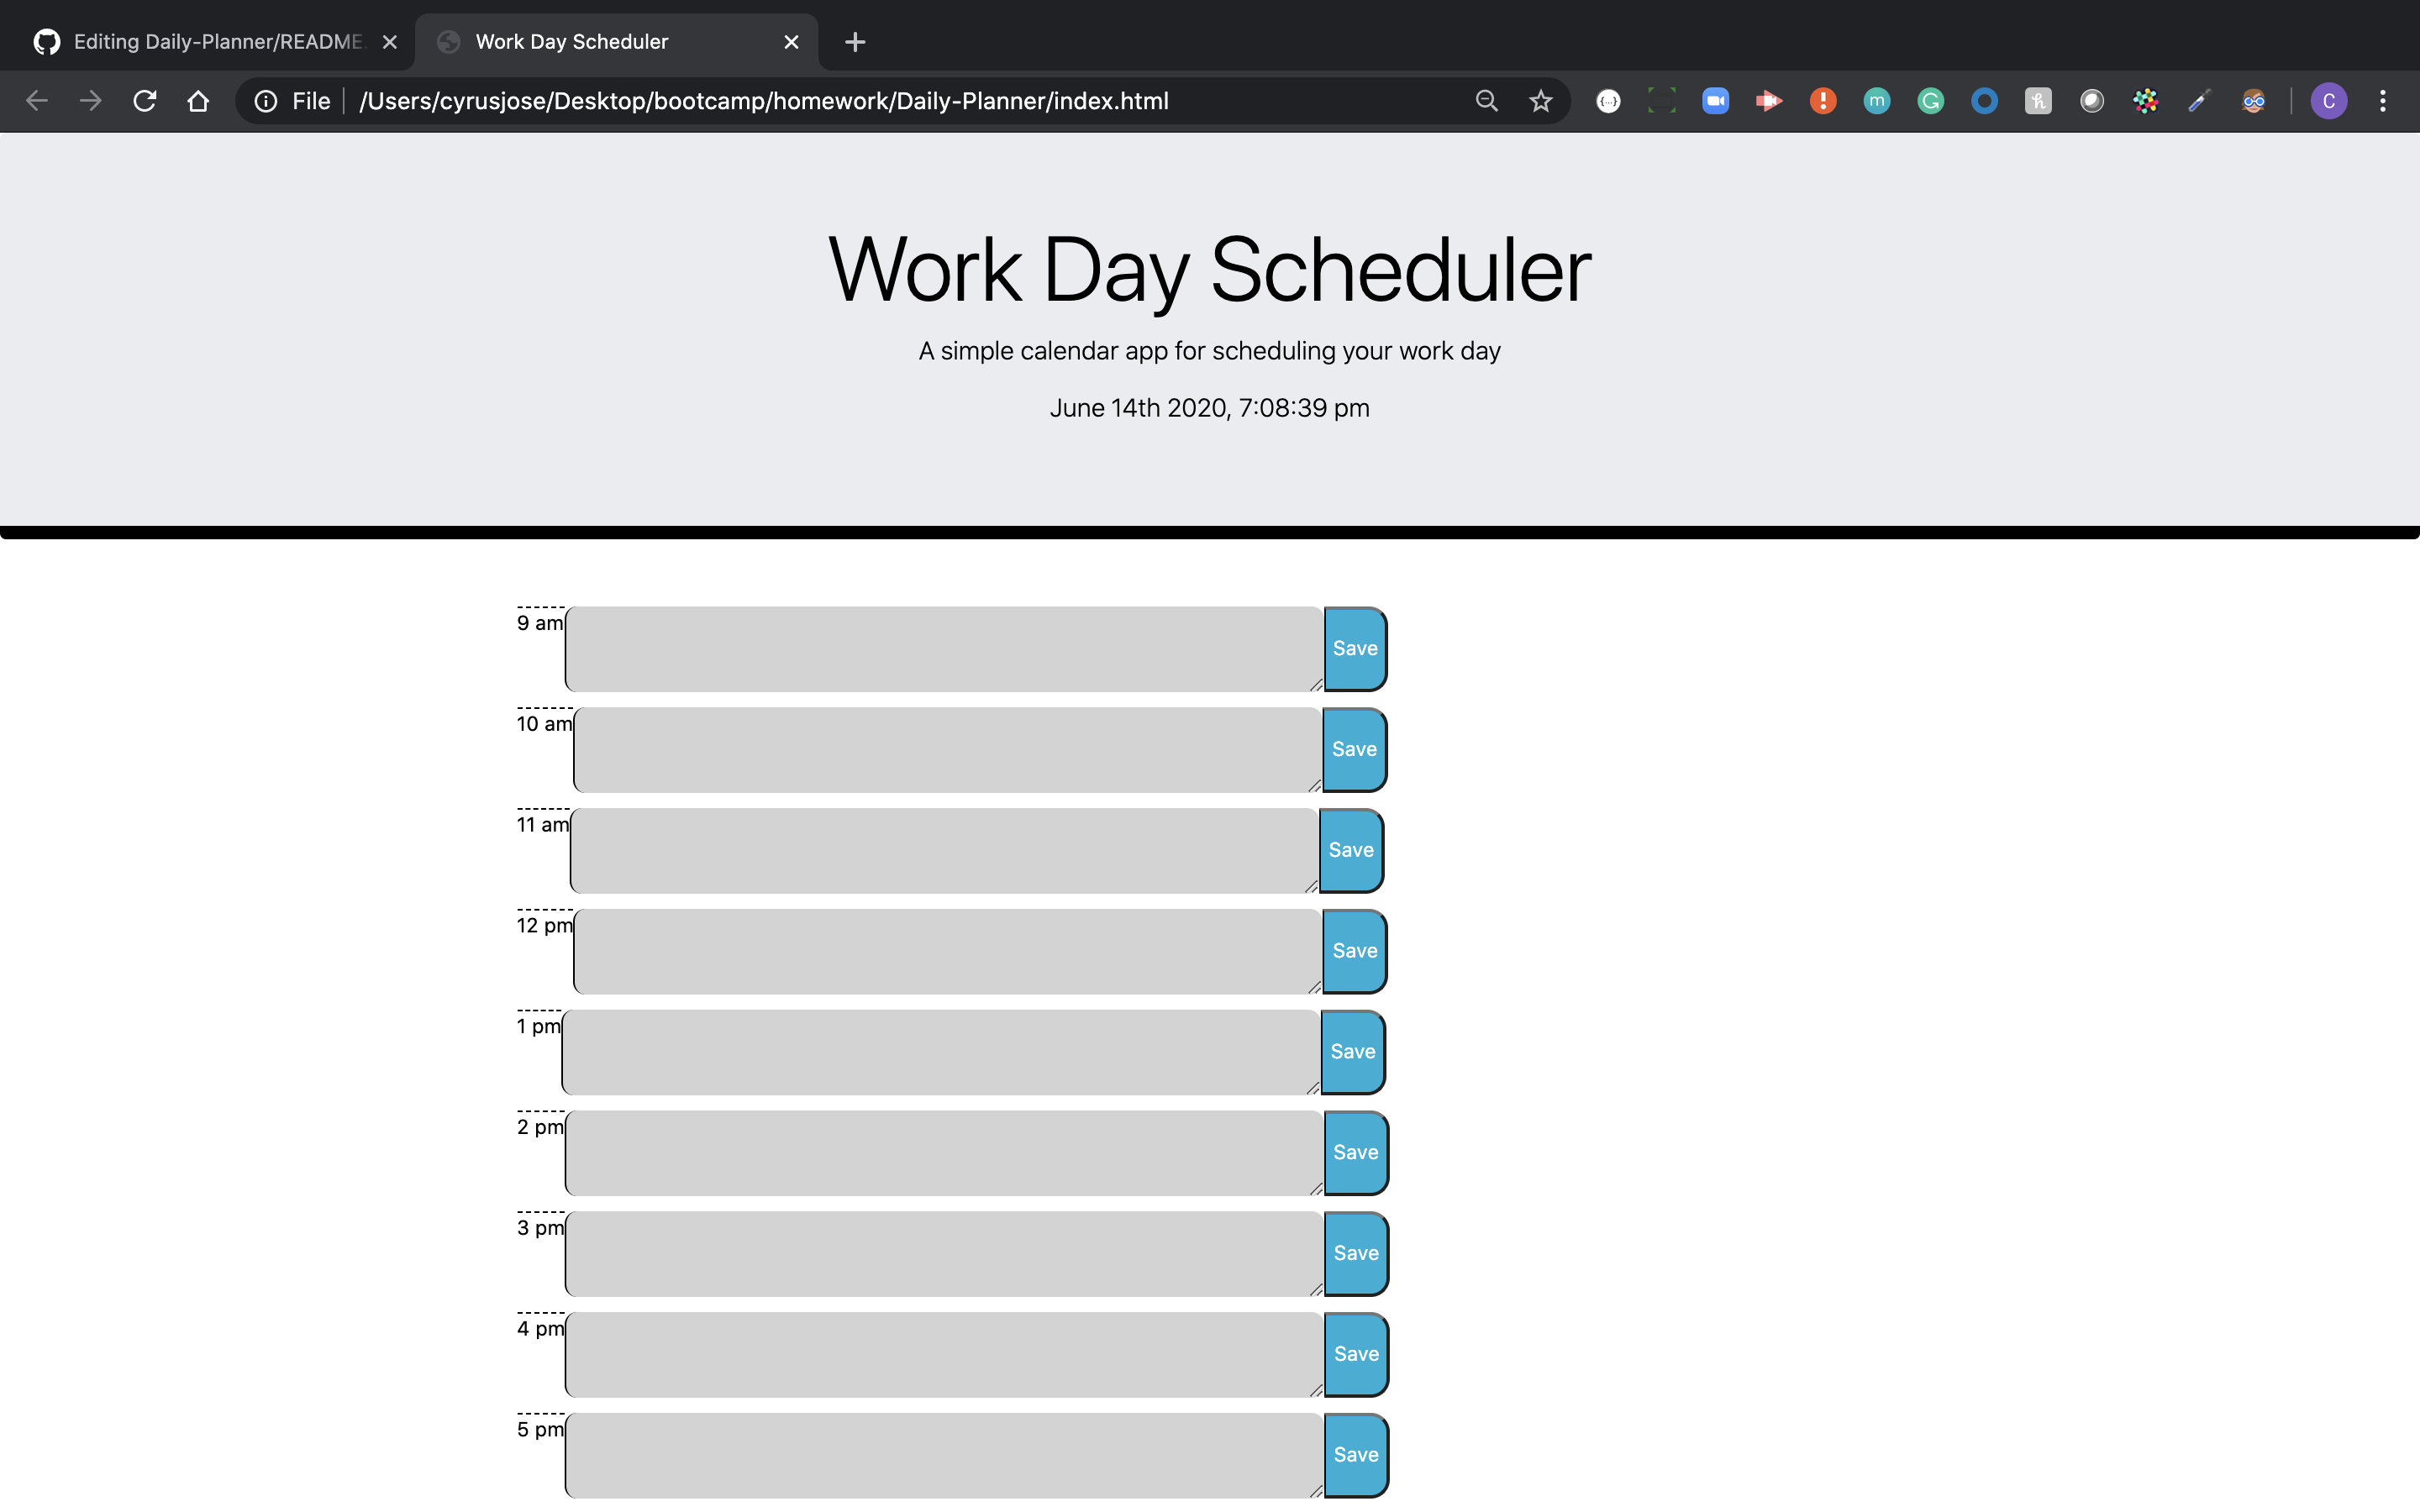 Editing Daily-Planner/README.
Work Day Scheduler
File /Users/cyrusjose/Desktop/bootcamp/homework/Daily-Planner/index.html
m
C
Work Day Scheduler
A simple calendar app for scheduling your work day
June 14th 2020, 7:08:39 pm
9 am
Save
10 am
Save
11 am
Save
12 pm
Save
1 pm
Save
2 pm
Save
3 pm
Save
4 pm
Save
5 pm
Save